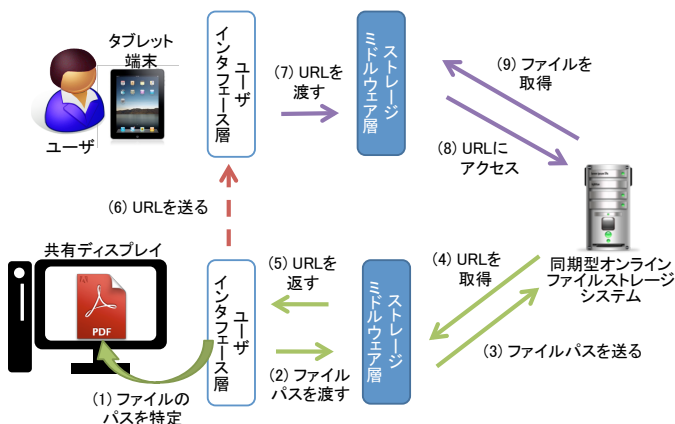 タブレット
端末
ユーザ
ユーザ
インタフェース層
(7) URLを
渡す
ストレージ
ミドルウェア層
(9) ファイルを
取得
(8) URLに
アクセス
(6) URLを送る
共有ディスプレイ
PDF
(1) ファイルの
パスを特定
ユーザ
インタフェース層
(5) URLを
返す
(2) ファイル
パスを渡す
ストレージ
ミドルウェア層
(4) URLを
取得
(3) ファイルパスを送る
同期型オンライン
ファイルストレージ
システム